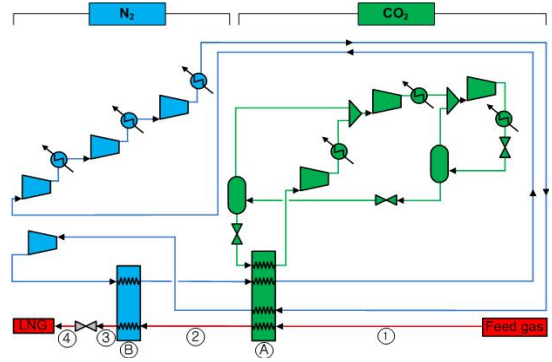 N₂
CO₂
LNG
④
③
②
①
Feed gas
Ⓑ
Ⓐ